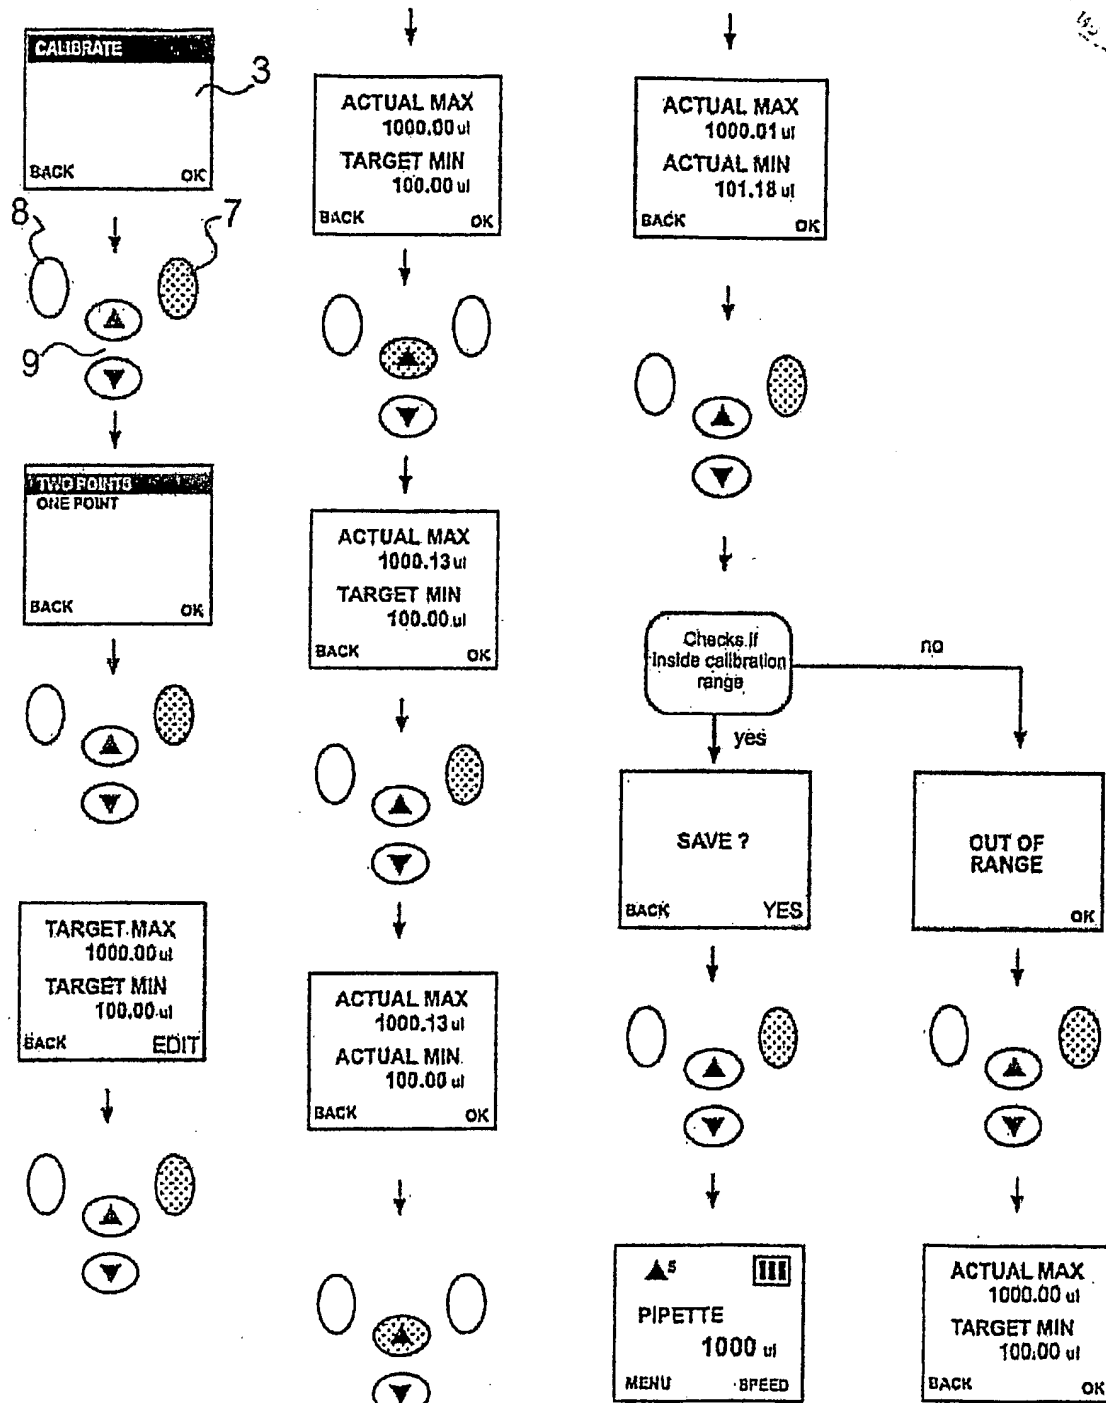 CALIBRATE
3
BACK OK
8
7
9
TWO POINTS
ONE POINT
BACK OK
TARGET MAX
1000.00 ul
TARGET MIN
100.00 ul
BACK EDIT
ACTUAL MAX
1000.00 ul
TARGET MIN
100.00 ul
BACK OK
ACTUAL MAX
1000.13 ul
TARGET MIN
100.00 ul
BACK OK
ACTUAL MAX
1000.13 ul
ACTUAL MIN
100.00 ul
BACK OK
ACTUAL MAX
1000.01 ul
ACTUAL MIN
101.18 ul
BACK OK
Checks if
inside calibration
range
no
yes
SAVE ?
BACK YES
OUT OF
RANGE
OK
5
PIPETTE
1000 ul
MENU SPEED
ACTUAL MAX
1000.00 ul
TARGET MIN
100.00 ul
BACK OK